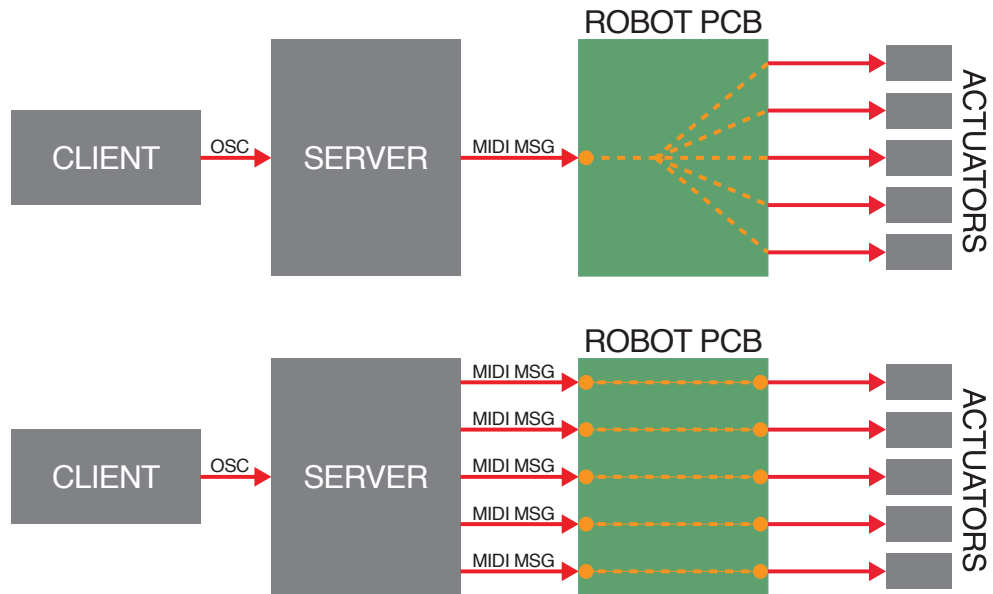 ROBOT PCB
CLIENT
OSC
SERVER
MIDI MSG
ACTUATORS
ROBOT PCB
CLIENT
OSC
SERVER
MIDI MSG
MIDI MSG
MIDI MSG
MIDI MSG
MIDI MSG
ACTUATORS